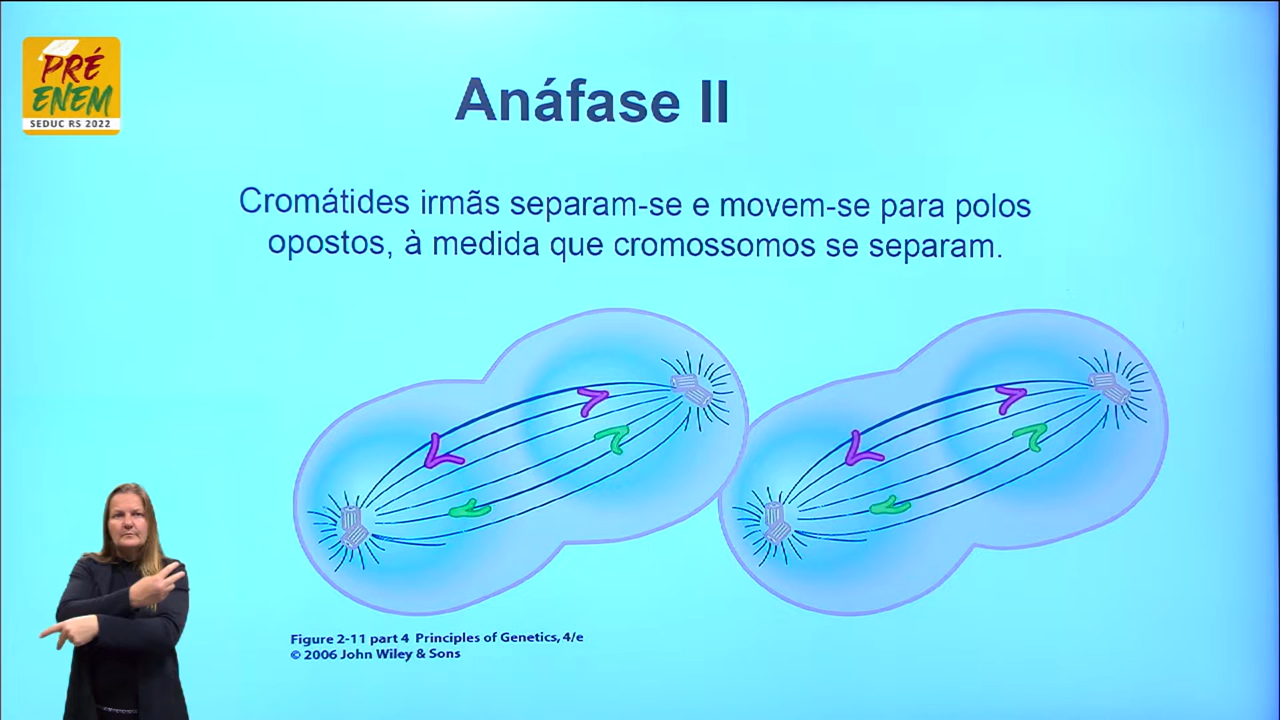 PRÉ
ENEM
SEDUC RS 2022
Anáfase II
Cromátides irmãs separam-se e movem-se para polos
opostos, à medida que cromossomos se separam.
Figure 2-11 part 4 Principles of Genetics, 4/e
© 2006 John Wiley & Sons